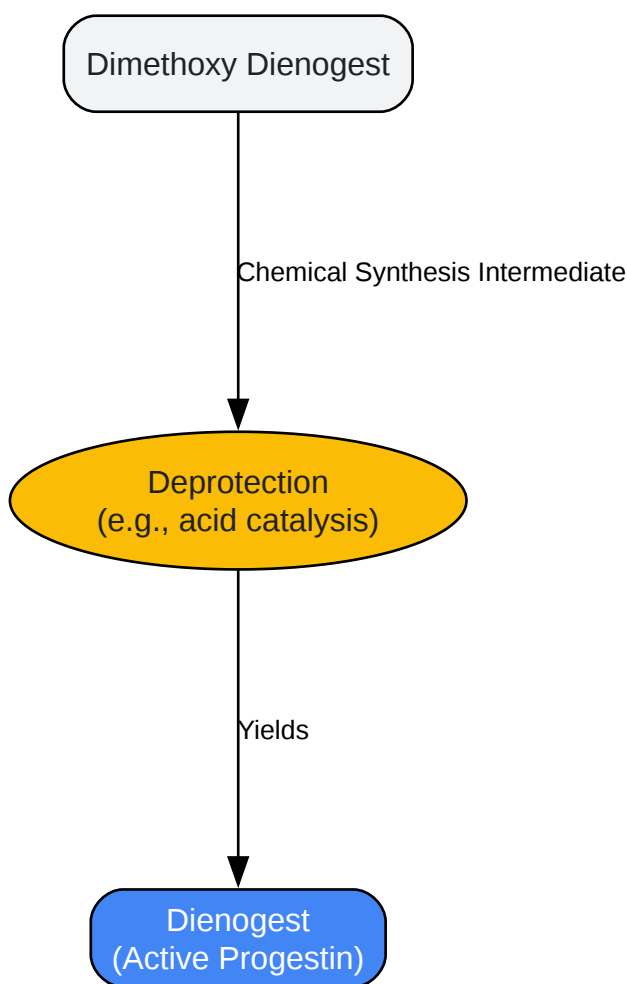 Dimethoxy Dienogest
Chemical Synthesis Intermediate
Deprotection
(e.g., acid catalysis)
Yields
Dienogest
(Active Progestin)